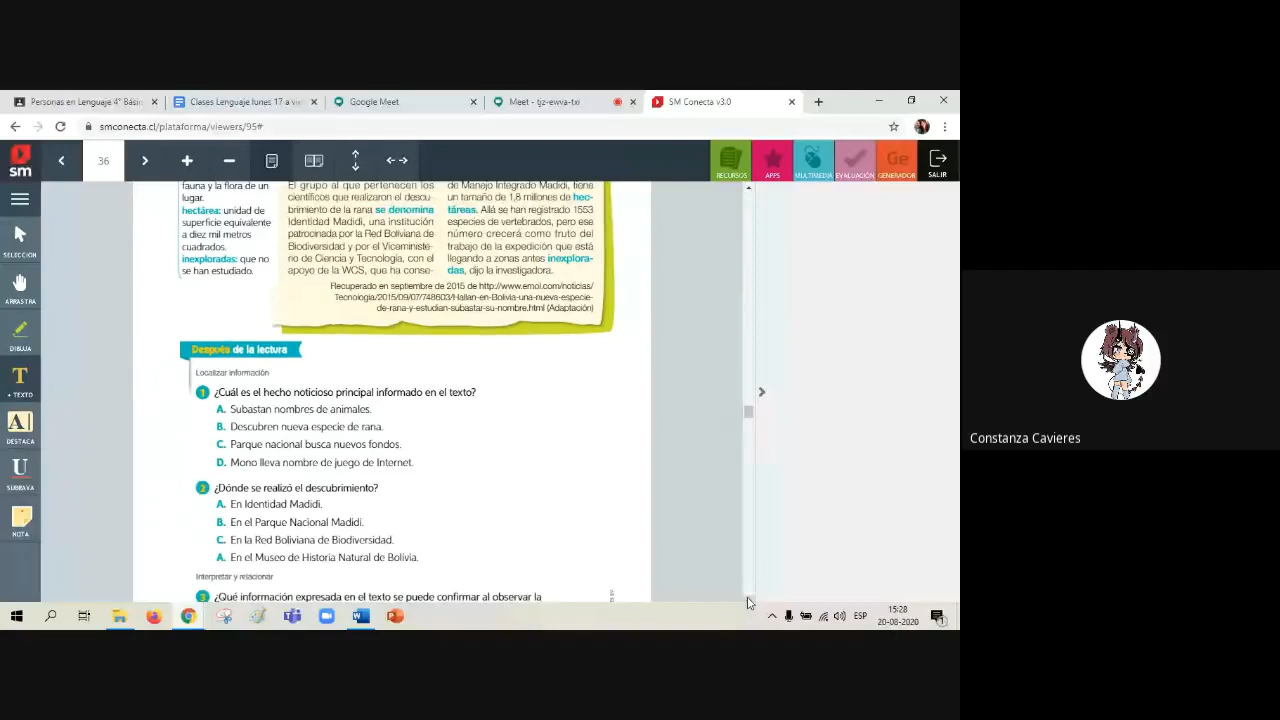 Personas en Lenguaje 4° Básic
Clases Lenguaje lunes 17 a vie
Google Meet
Meet - tjz-ewva-txi
SM Conecta v3.0
smconecta.cl/plataforma/viewers/95#
sm
36
RECURSOS
APPS
MULTIMEDIA
EVALUACIÓN
Ge
GENERADOR
SALIR
SELECCIÓN
ARRASTRA
DIBUJA
T
+ TEXTO
A
DESTACA
U
SUBRAYA
NOTA
fauna y la flora de un
lugar.
hectárea: unidad de
superficie equivalente
a diez mil metros
cuadrados.
inexploradas: que no
se han estudiado.
El grupo al que pertenecen los
científicos que realizaron el descu-
brimiento de la rana se denomina
Identidad Madidi, una institución
patrocinada por la Red Boliviana de
Biodiversidad y por el Viceministe-
rio de Ciencia y Tecnología, con el
apoyo de la WCS, que ha conse-
de Manejo Integrado Madidi, tiene
un tamaño de 1,8 millones de hec-
táreas. Allá se han registrado 1553
especies de vertebrados, pero ese
número crecerá como fruto del
trabajo de la expedición que está
llegando a zonas antes inexplora-
das, dijo la investigadora.
Recuperado en septiembre de 2015 de http://www.emol.com/noticias/
Tecnologia/2015/09/07/748603/Hallan-en-Bolivia-una-nueva-especie-
de-rana-y-estudian-subastar-su-nombre.html (Adaptación)
Después de la lectura
Localizar información
1 ¿Cuál es el hecho noticioso principal informado en el texto?
A. Subastan nombres de animales.
B. Descubren nueva especie de rana.
C. Parque nacional busca nuevos fondos.
D. Mono lleva nombre de juego de Internet.
2 ¿Dónde se realizó el descubrimiento?
A. En Identidad Madidi.
B. En el Parque Nacional Madidi.
C. En la Red Boliviana de Biodiversidad.
A. En el Museo de Historia Natural de Bolivia.
Interpretar y relacionar
3 ¿Qué información expresada en el texto se puede confirmar al observar la
ESP
15:28
20-08-2020
1
Constanza Cavieres